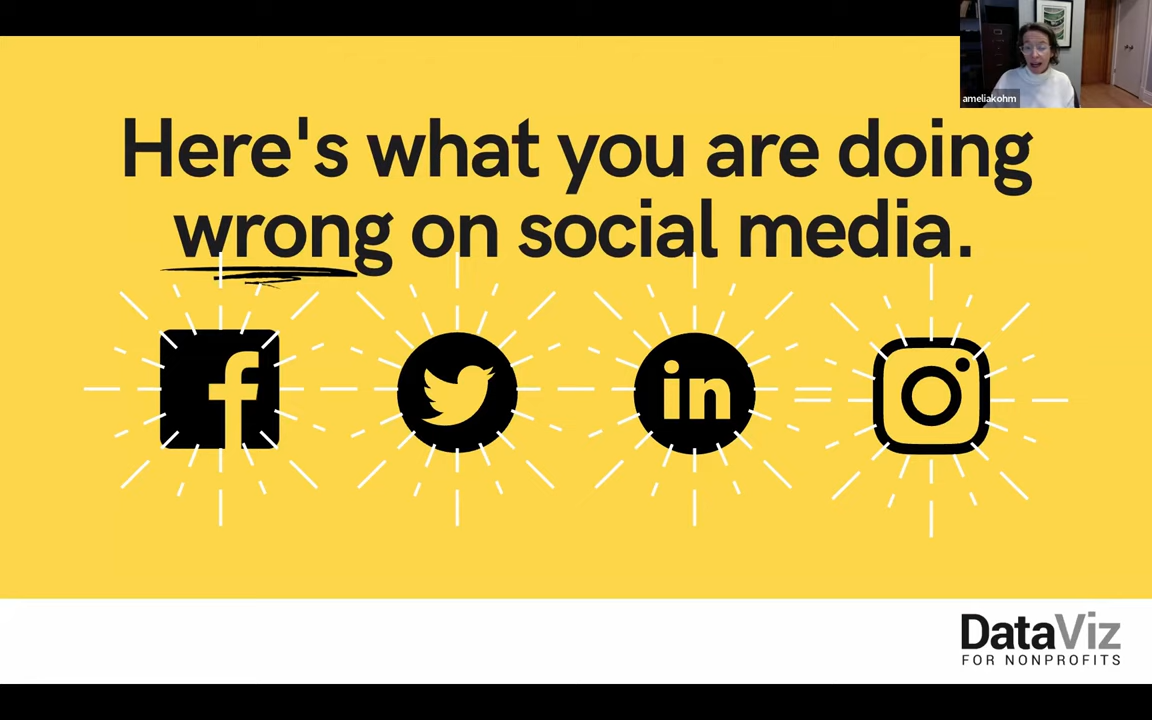 ameliakohm
Here's what you are doing
wrong on social media.
f
in
DataViz
FOR NONPROFITS